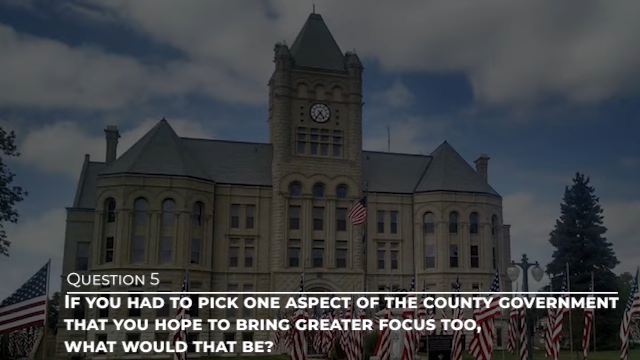 Question 5
If you had to pick one aspect of the county government
that you hope to bring greater focus too,
what would that be?